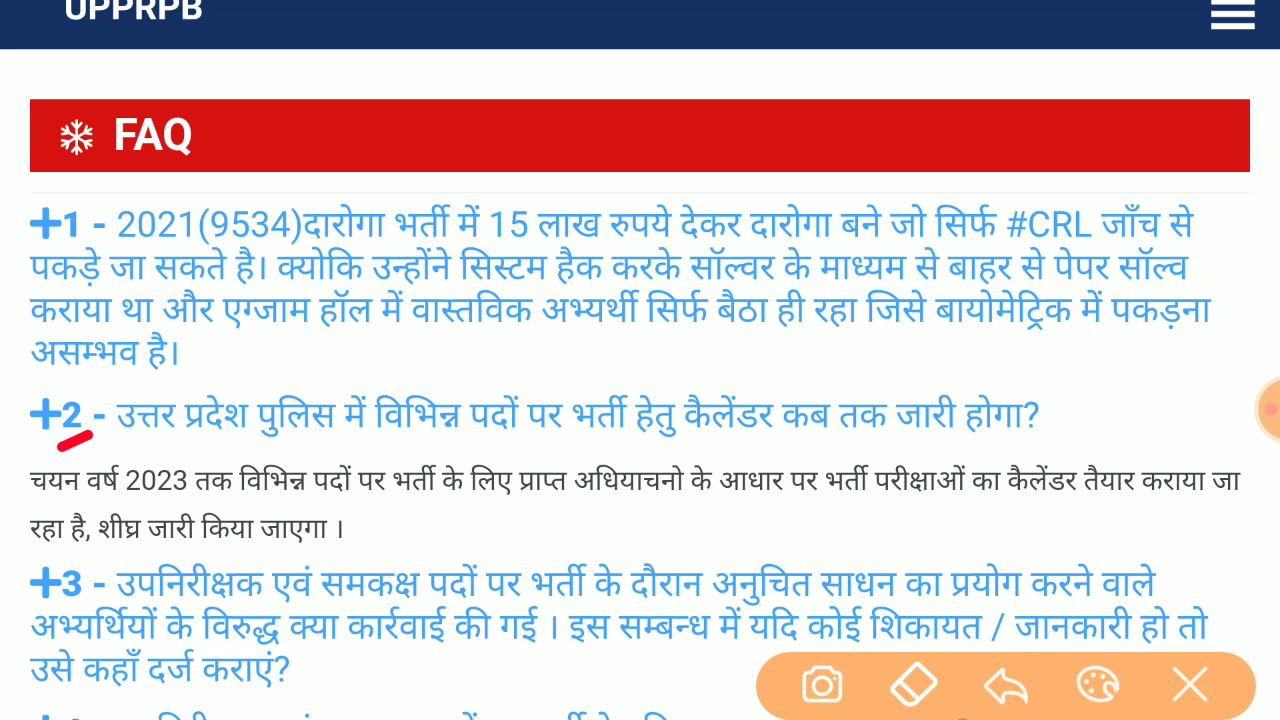 UPPRPB
FAQ
1 - 2021(9534)दारोगा भर्ती में 15 लाख रुपये देकर दारोगा बने जो सिर्फ #CRL जाँच से
पकड़े जा सकते है। क्योकि उन्होंने सिस्टम हैक करके सॉल्वर के माध्यम से बाहर से पेपर सॉल्व
कराया था और एग्जाम हॉल में वास्तविक अभ्यर्थी सिर्फ बैठा ही रहा जिसे बायोमेट्रिक में पकड़ना
असम्भव है।
2 - उत्तर प्रदेश पुलिस में विभिन्न पदों पर भर्ती हेतु कैलेंडर कब तक जारी होगा?
चयन वर्ष 2023 तक विभिन्न पदों पर भर्ती के लिए प्राप्त अधियाचनो के आधार पर भर्ती परीक्षाओं का कैलेंडर तैयार कराया जा
रहा है, शीघ्र जारी किया जाएगा ।
3 - उपनिरीक्षक एवं समकक्ष पदों पर भर्ती के दौरान अनुचित साधन का प्रयोग करने वाले
अभ्यर्थियों के विरुद्ध क्या कार्रवाई की गई । इस सम्बन्ध में यदि कोई शिकायत / जानकारी हो तो
उसे कहाँ दर्ज कराएं?